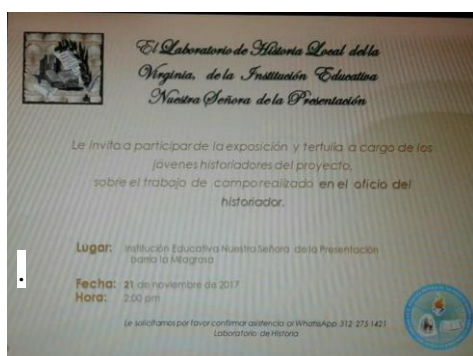 El Laboratorio de Historia Local della
Virginia, de la Institución Educativa
Nuestra Señora de la Presentación
Le invita a participar de la exposición y tertulia a cargo de los
jóvenes historiadores del proyecto,
sobre el trabajo de campo realizado en el oficio del
historiador.
Lugar: Institución Educativa Nuestra Señora de la Presentación
barrio la Milagrosa
Fecha: 21 de noviembre de 2017
Hora: 2:00 pm
Le solicitamos por favor confirmar asistencia al WhatsApp 312 275 1421
Laboratorio de Historia